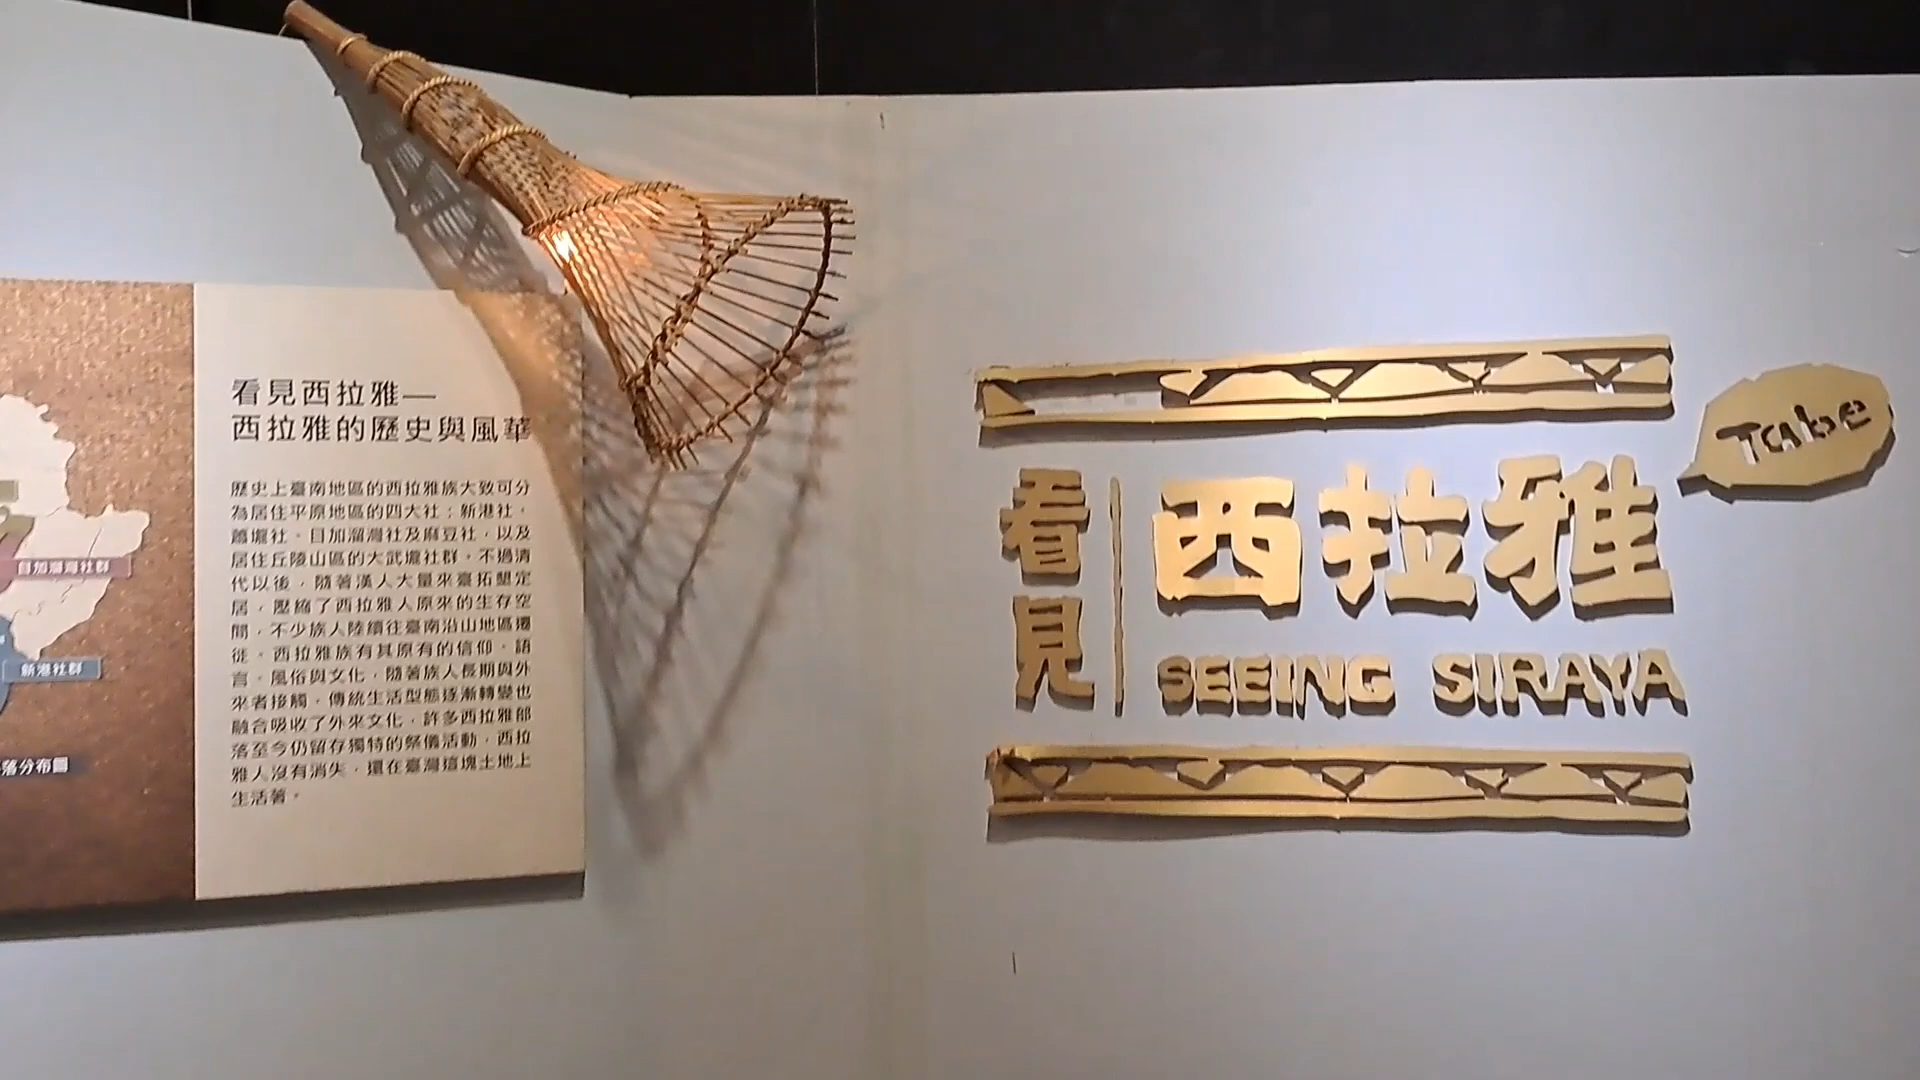 看見西拉雅—
西拉雅的歷史與風華
歷史上臺南地區的西拉雅族大致可分
為居住平原地區的四大社：新港社、
蕭壠社、目加溜灣社及麻豆社，以及
居住丘陵山區的大武壠社群。不過清
代以後，隨著漢人大量來臺拓墾定
居，壓縮了西拉雅人原來的生存空
間，不少族人陸續往臺南沿山地區遷
徙。西拉雅族有其原有的信仰、語
言、風俗與文化，隨著族人長期與外
來者接觸，傳統生活型態逐漸轉變也
融合吸收了外來文化，許多西拉雅部
落至今仍留存獨特的祭儀活動，西拉
雅人沒有消失，還在臺灣這塊土地上
生活著。
目加溜灣社群
新港社群
落分布圖
看見
西拉雅
SEEING SIRAYA
Tabe